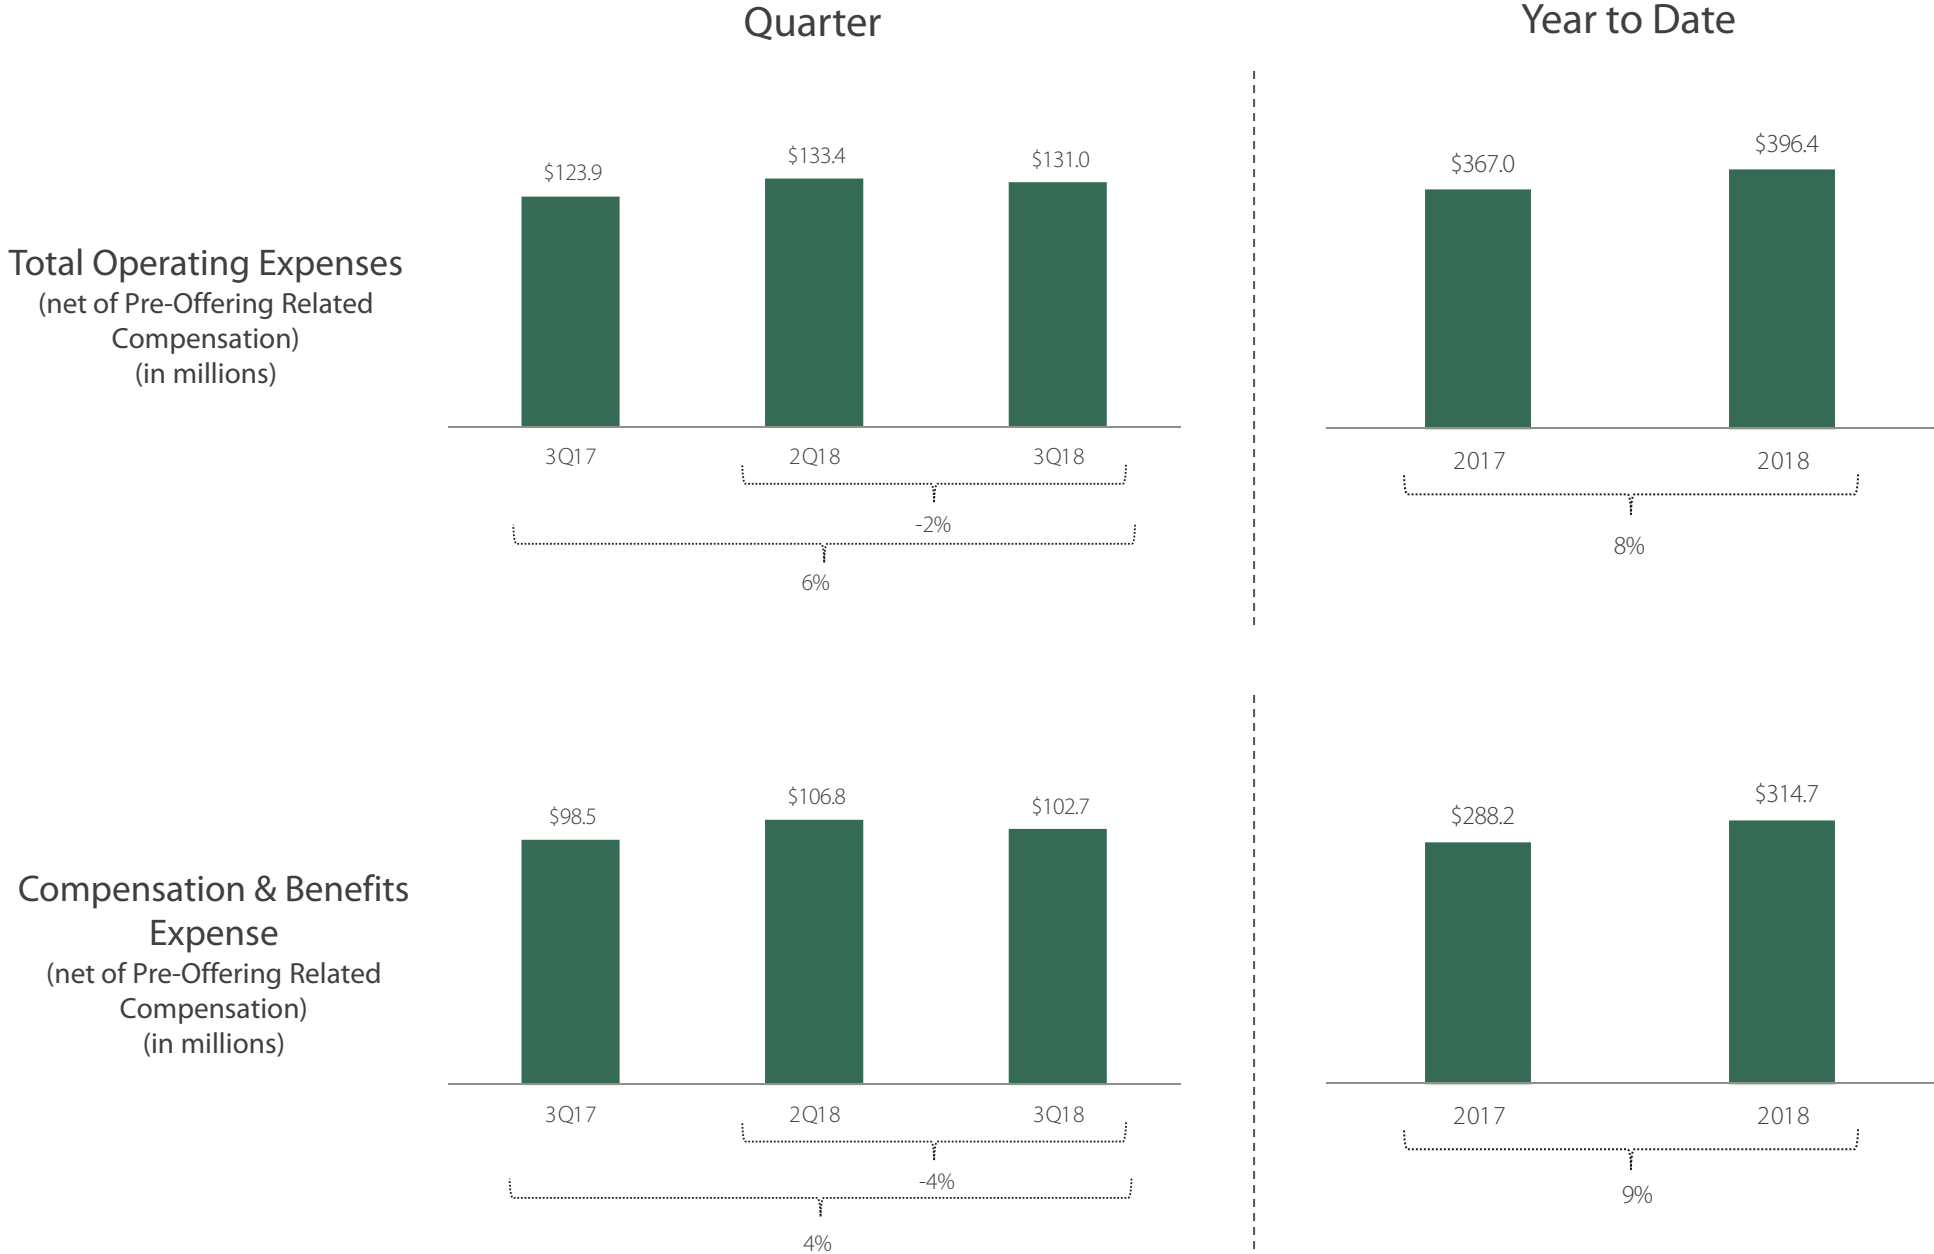 Quarter
Year to Date
Total Operating Expenses
(net of Pre-Offering Related
Compensation)
(in millions)
$123.9
$133.4
$131.0
3Q17
2Q18
3Q18
-2%
6%
$367.0
$396.4
2017
2018
8%
Compensation & Benefits
Expense
(net of Pre-Offering Related
Compensation)
(in millions)
$98.5
$106.8
$102.7
3Q17
2Q18
3Q18
-4%
4%
$288.2
$314.7
2017
2018
9%